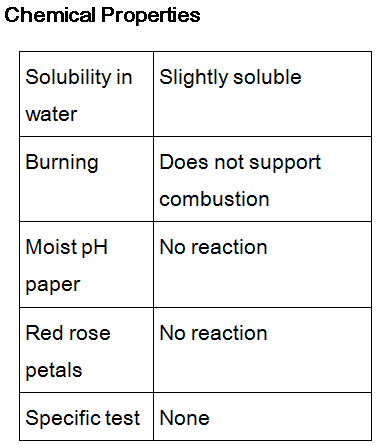 Chemical Properties
Solubility in water
Slightly soluble
Burning
Does not support combustion
Moist pH paper
No reaction
Red rose petals
No reaction
Specific test
None